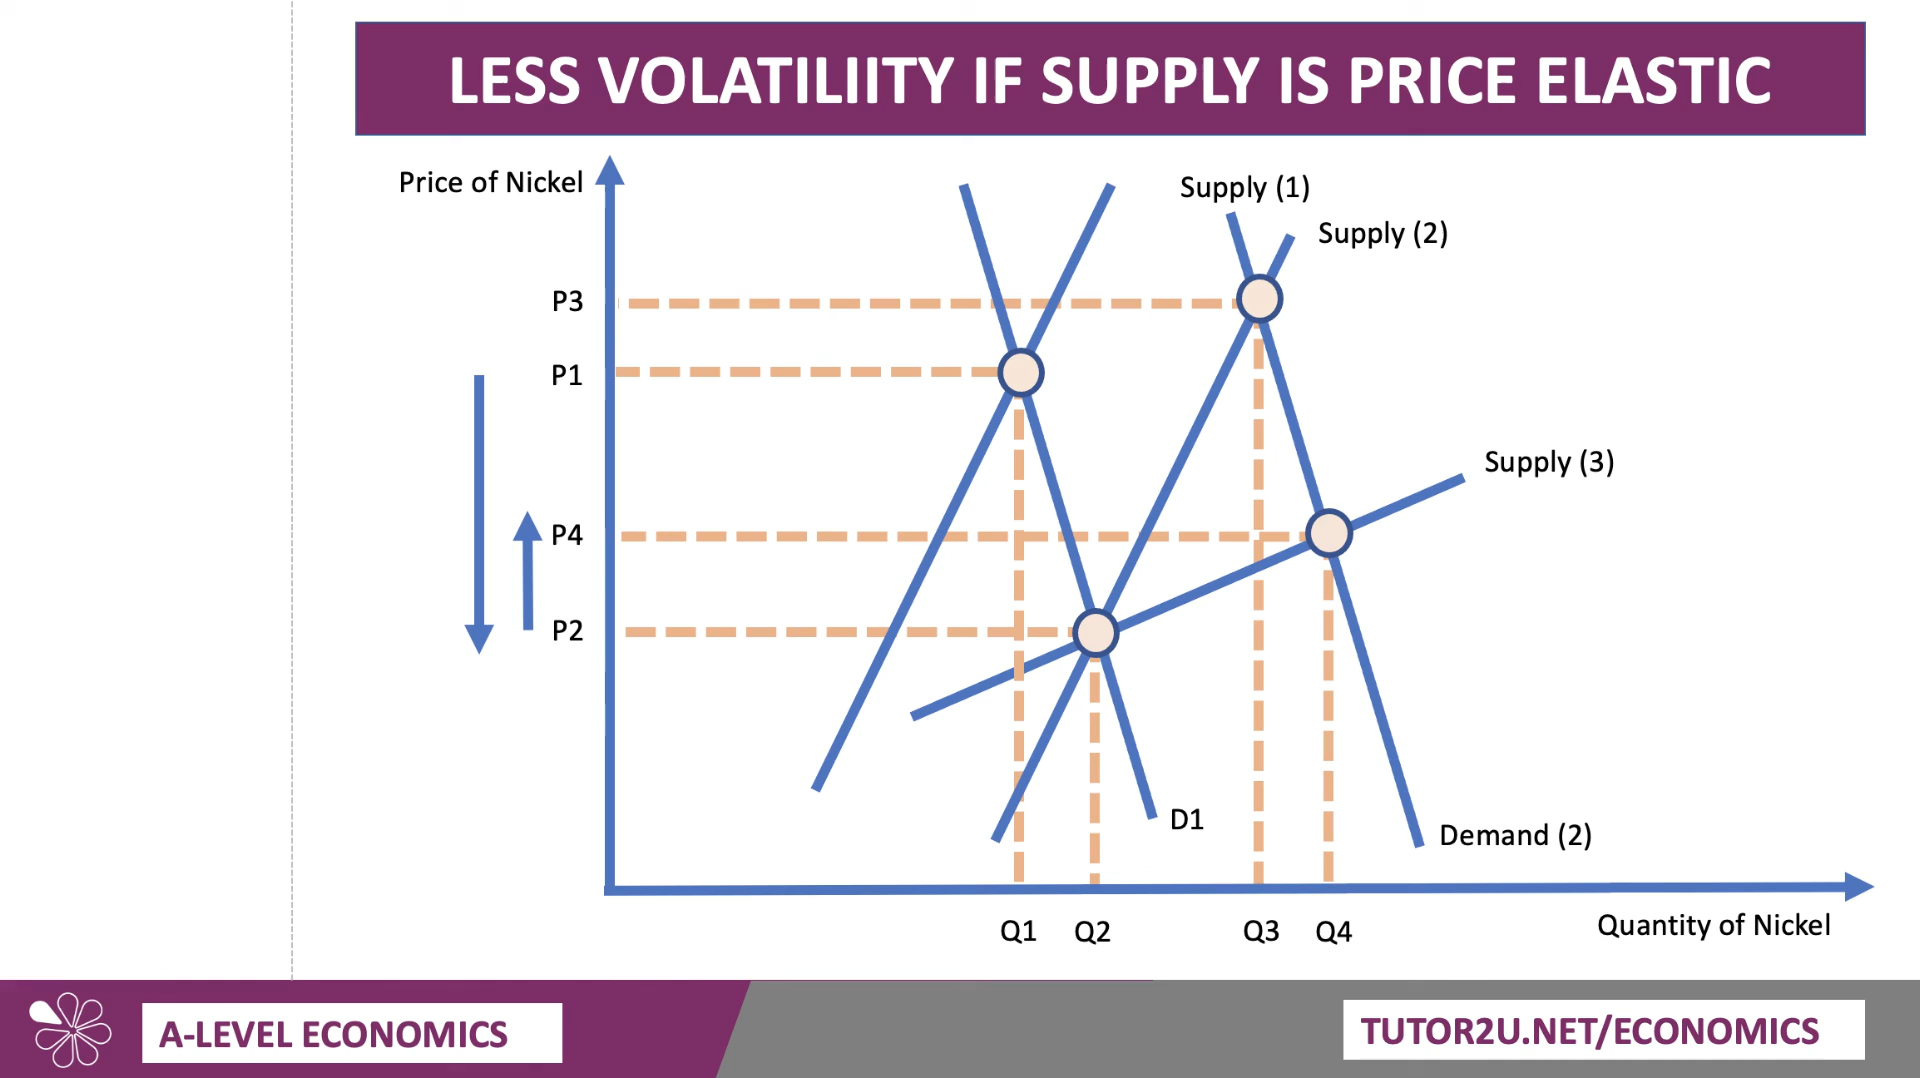 LESS VOLATILIITY IF SUPPLY IS PRICE ELASTIC
Price of Nickel
Supply (1)
Supply (2)
P3
P1
Supply (3)
P4
P2
D1
Demand (2)
Q1 Q2 Q3 Q4
Quantity of Nickel
A-LEVEL ECONOMICS
TUTOR2U.NET/ECONOMICS